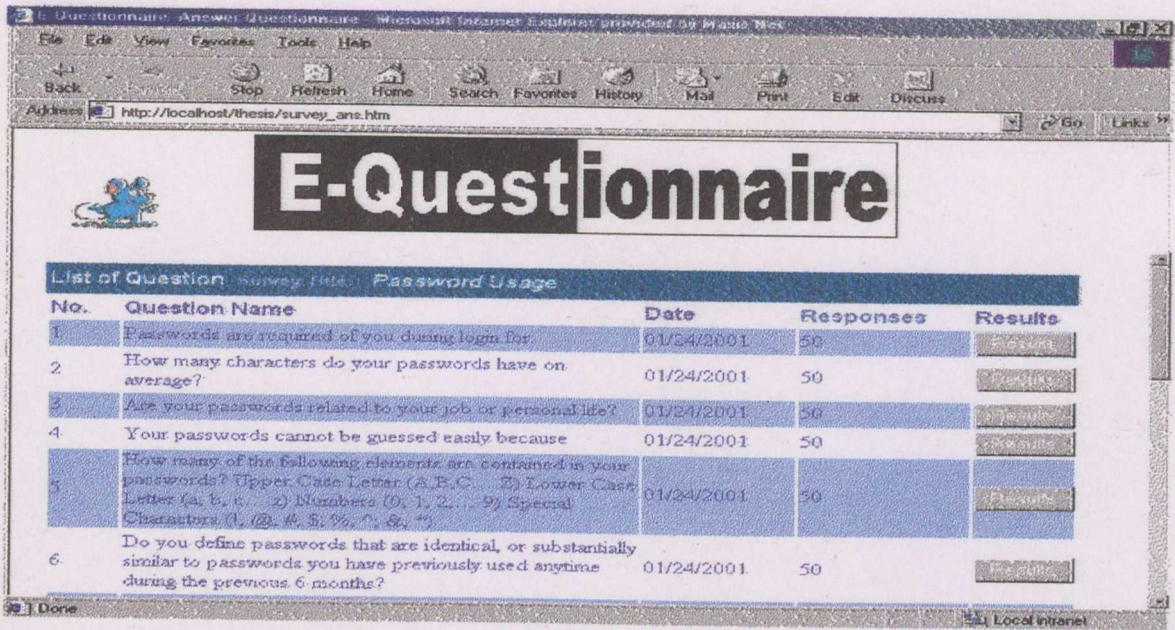 E-Questionnaire Answer Questionnaire - Microsoft Internet Explorer provided by Maxis Net
File Edit View Favorites Tools Help
Back Forward Stop Refresh Home Search Favorites History Mail Print Edit Discuss
Address http://localhost/thesis/survey_ans.htm Go Links »
E-Questionnaire
List of Question Survey Title: Password Usage
No. Question Name Date Responses Results
1 Passwords are required of you during login for 01/24/2001 50 Results
2 How many characters do your passwords have on
average? 01/24/2001 50 Results
3 Are your passwords related to your job or personal life? 01/24/2001 50 Results
4 Your passwords cannot be guessed easily because 01/24/2001 50 Results
How many of the following elements are contained in your
passwords? Upper Case Letter (A,B,C... Z) Lower Case
5 Letter (a, b, c... z) Numbers (0, 1, 2,... 9) Special 01/24/2001 50 Results
Characters (!, @, #, $, %, ^, &, *)
Do you define passwords that are identical, or substantially
6 similar to passwords you have previously used anytime 01/24/2001 50 Results
during the previous 6 months?
Done Local intranet